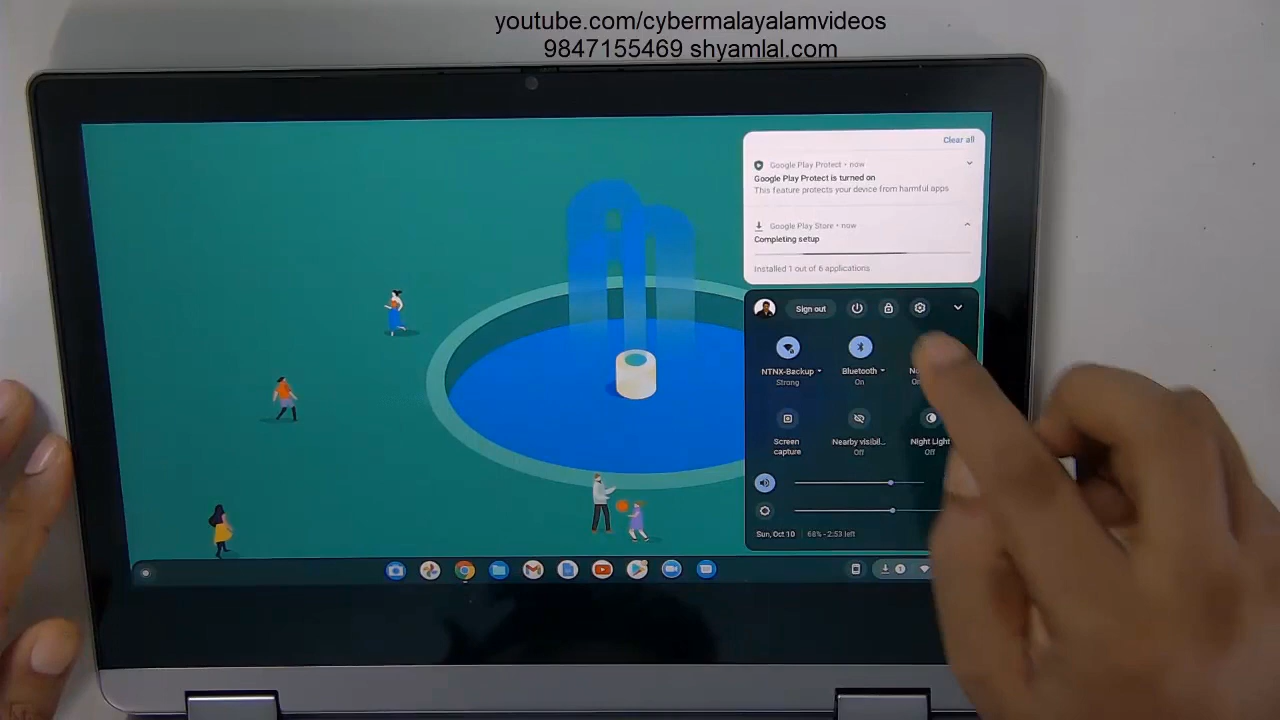 youtube.com/cybermalayalamvideos
9847155469 shyamlal.com
Clear all
Google Play Protect • now
Google Play Protect is turned on
This feature protects your device from harmful apps
Google Play Store • now
Completing setup
Installed 1 out of 6 applications
Sign out
NTNX-Backup
Strong
Bluetooth
On
Screen capture
Nearby visibil...
Off
Night Light
Off
Sun, Oct 10
68% - 2:53 left
1